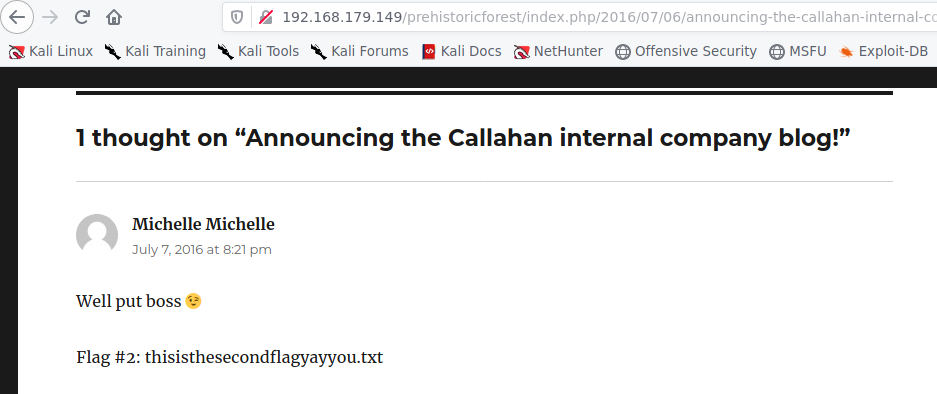 192.168.179.149/prehistoricforest/index.php/2016/07/06/announcing-the-callahan-internal-co
Kali Linux Kali Training Kali Tools Kali Forums Kali Docs NetHunter Offensive Security MSFU Exploit-DB
1 thought on “Announcing the Callahan internal company blog!”
Michelle Michelle
July 7, 2016 at 8:21 pm
Well put boss 😉
Flag #2: thisisthesecondflagyayyou.txt